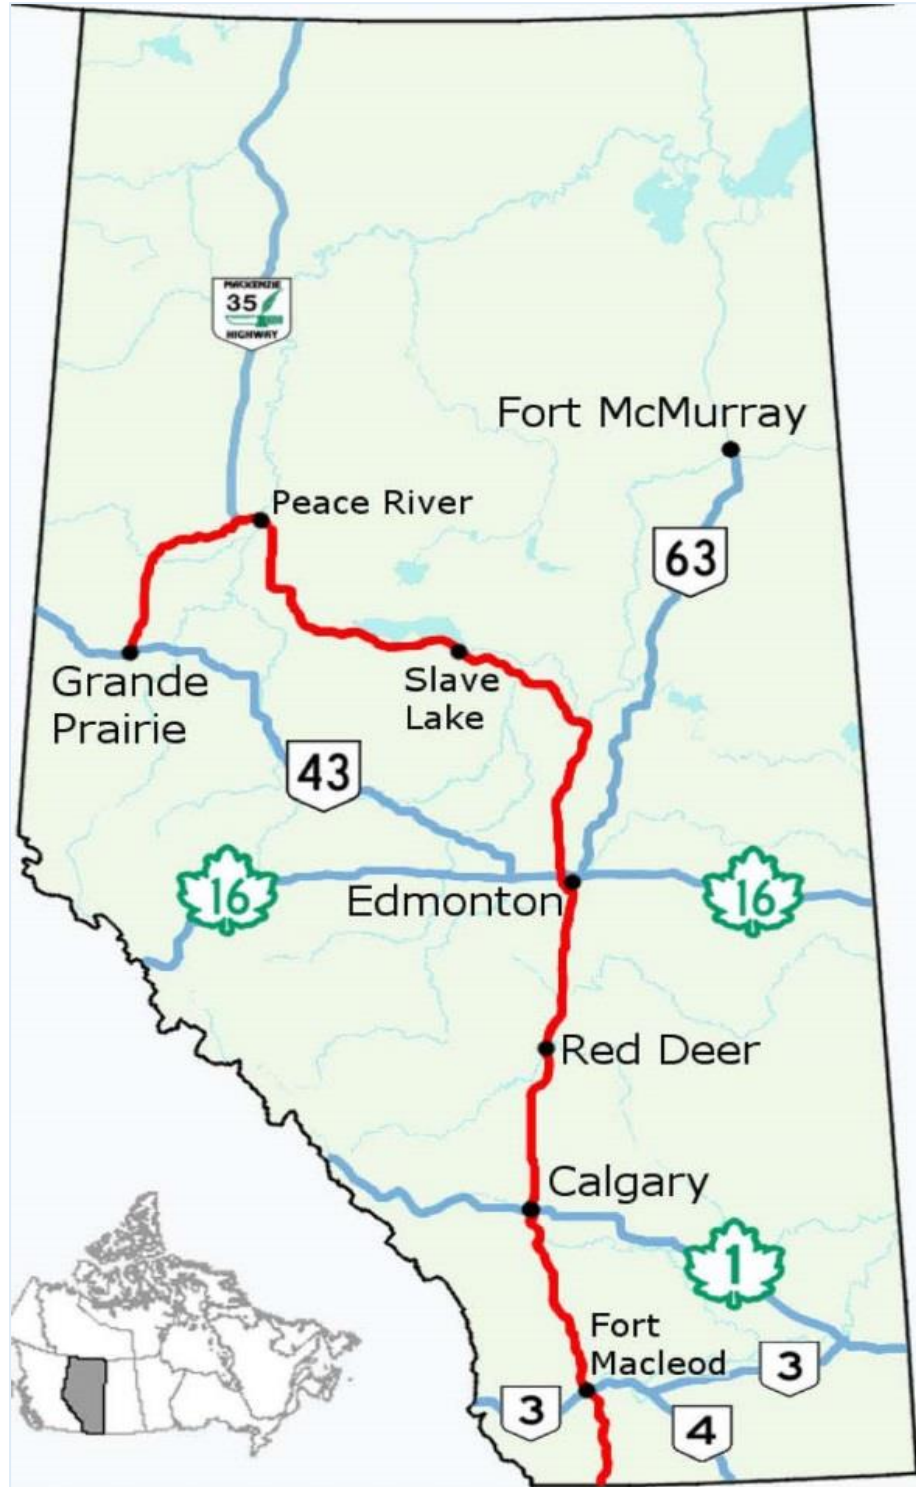 MACKENZIE
35
HIGHWAY
Fort McMurray
Peace River
63
Grande
Prairie
Slave
Lake
43
16
Edmonton
16
Red Deer
Calgary
1
Fort
Macleod
3
3
4